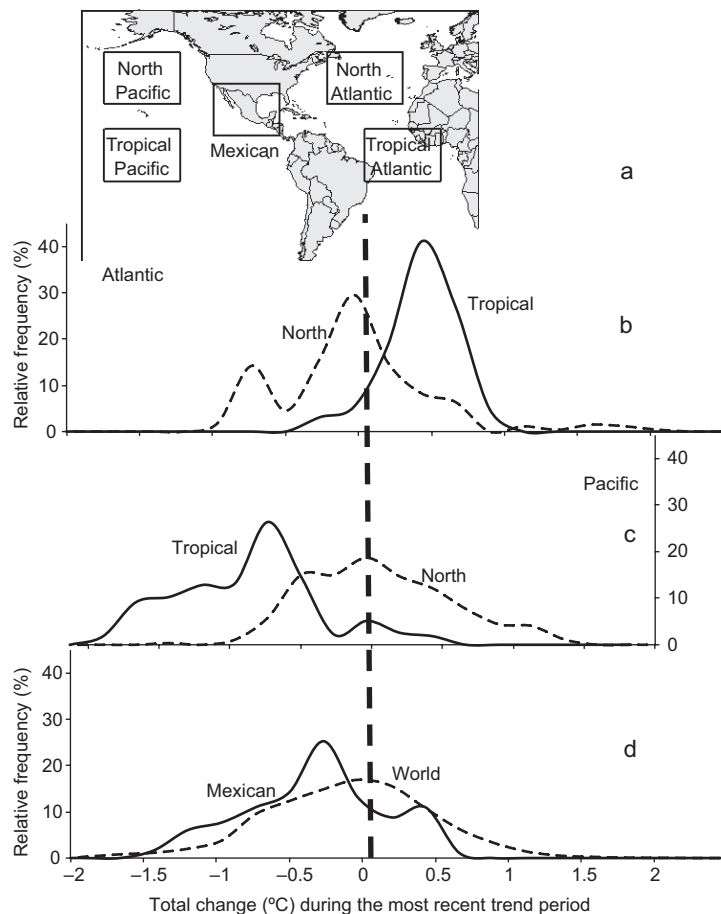 North
Pacific
North
Atlantic
Tropical
Pacific
Mexican
Tropical
Atlantic
a
Relative frequency (%)
40
30
20
10
0
Atlantic
North
Tropical
b
Pacific
Tropical
North
c
40
30
20
10
0
Relative frequency (%)
40
30
20
10
0
Mexican
World
d
–2 –1.5 –1 –0.5 0 0.5 1 1.5 2
Total change (ºC) during the most recent trend period